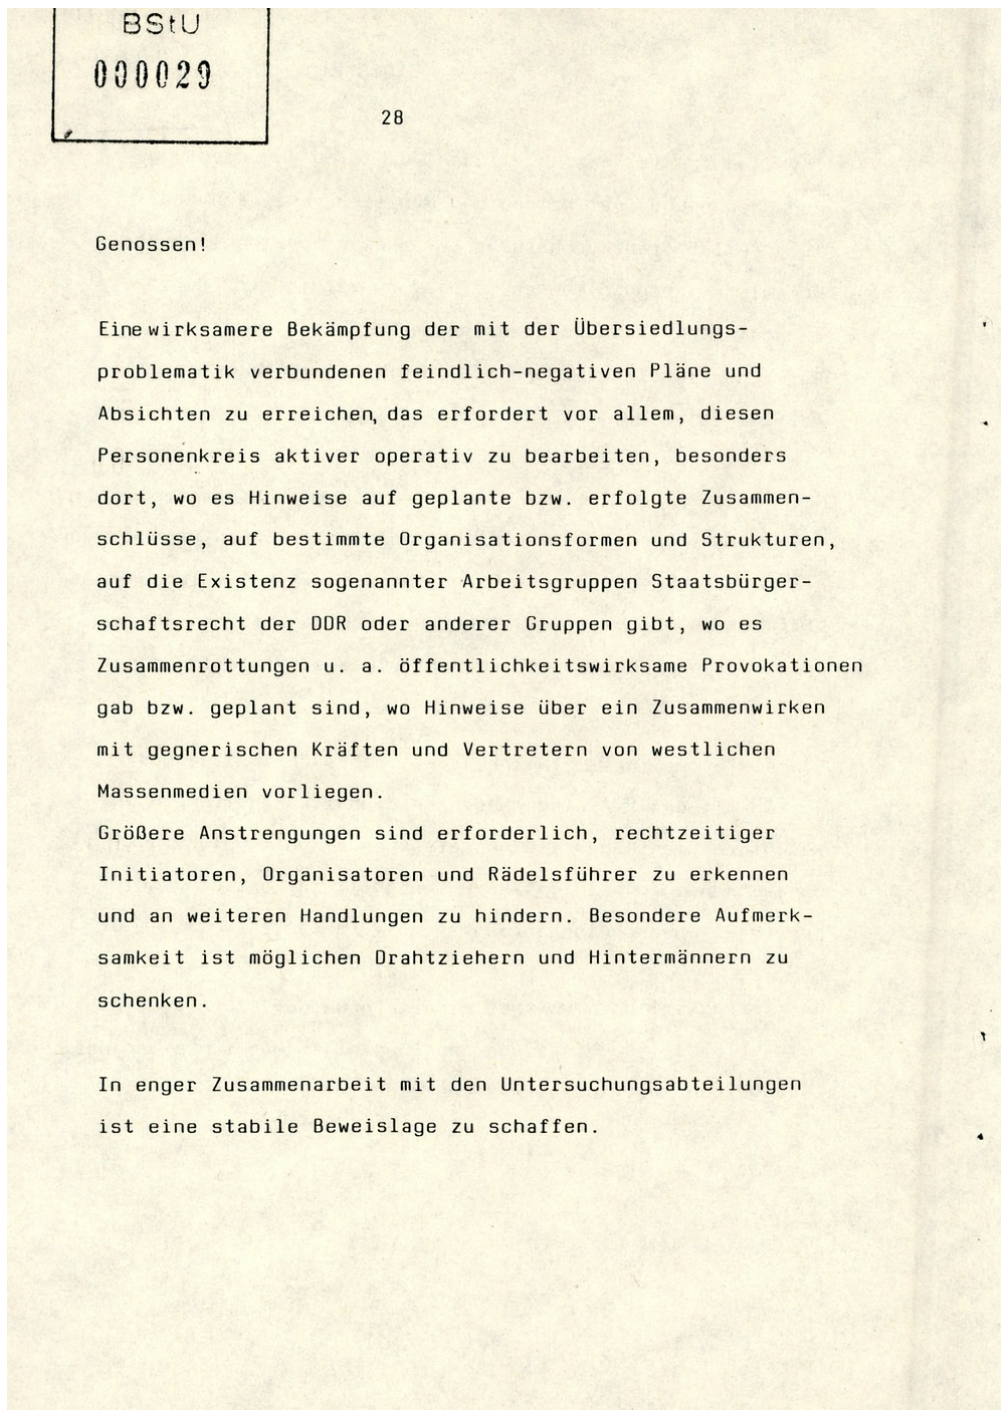 BStU
000029
28
Genossen!
Eine wirksamere Bekämpfung der mit der Übersiedlungs-
problematik verbundenen feindlich-negativen Pläne und
Absichten zu erreichen, das erfordert vor allem, diesen
Personenkreis aktiver operativ zu bearbeiten, besonders
dort, wo es Hinweise auf geplante bzw. erfolgte Zusammen-
schlüsse, auf bestimmte Organisationsformen und Strukturen,
auf die Existenz sogenannter Arbeitsgruppen Staatsbürger-
schaftsrecht der DDR oder anderer Gruppen gibt, wo es
Zusammenrottungen u. a. öffentlichkeitswirksame Provokationen
gab bzw. geplant sind, wo Hinweise über ein Zusammenwirken
mit gegnerischen Kräften und Vertretern von westlichen
Massenmedien vorliegen.
Größere Anstrengungen sind erforderlich, rechtzeitiger
Initiatoren, Organisatoren und Rädelsführer zu erkennen
und an weiteren Handlungen zu hindern. Besondere Aufmerk-
samkeit ist möglichen Drahtziehern und Hintermännern zu
schenken.
In enger Zusammenarbeit mit den Untersuchungsabteilungen
ist eine stabile Beweislage zu schaffen.